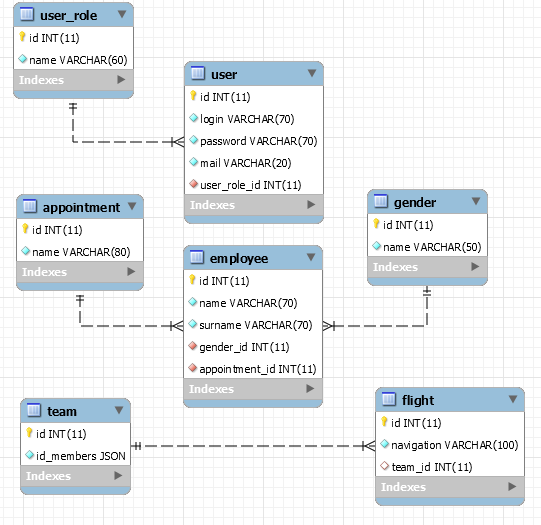 user_role
id INT(11)
name VARCHAR(60)
Indexes
user
id INT(11)
login VARCHAR(70)
password VARCHAR(70)
mail VARCHAR(20)
user_role_id INT(11)
Indexes
appointment
id INT(11)
name VARCHAR(80)
Indexes
gender
id INT(11)
name VARCHAR(50)
Indexes
employee
id INT(11)
name VARCHAR(70)
surname VARCHAR(70)
gender_id INT(11)
appointment_id INT(11)
Indexes
team
id INT(11)
id_members JSON
Indexes
flight
id INT(11)
navigation VARCHAR(100)
team_id INT(11)
Indexes